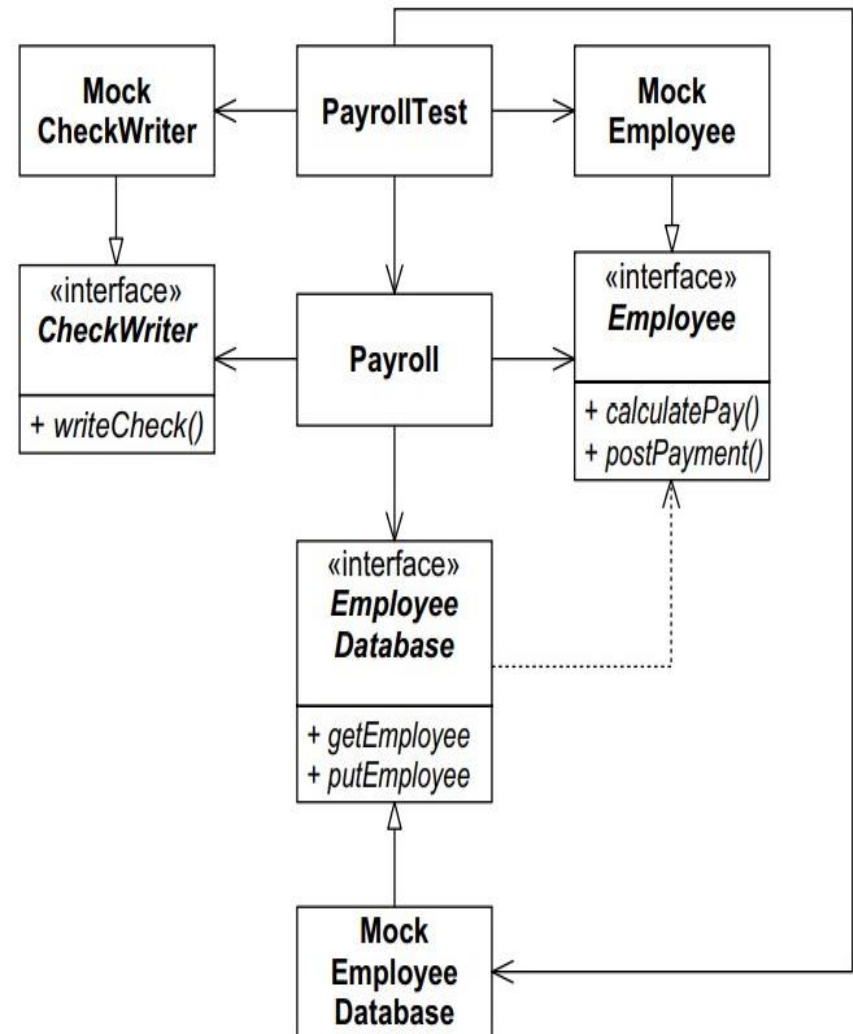 Mock
CheckWriter
PayrollTest
Mock
Employee
«interface»
CheckWriter
+ writeCheck()
Payroll
«interface»
Employee
+ calculatePay()
+ postPayment()
«interface»
Employee
Database
+ getEmployee
+ putEmployee
Mock
Employee
Database